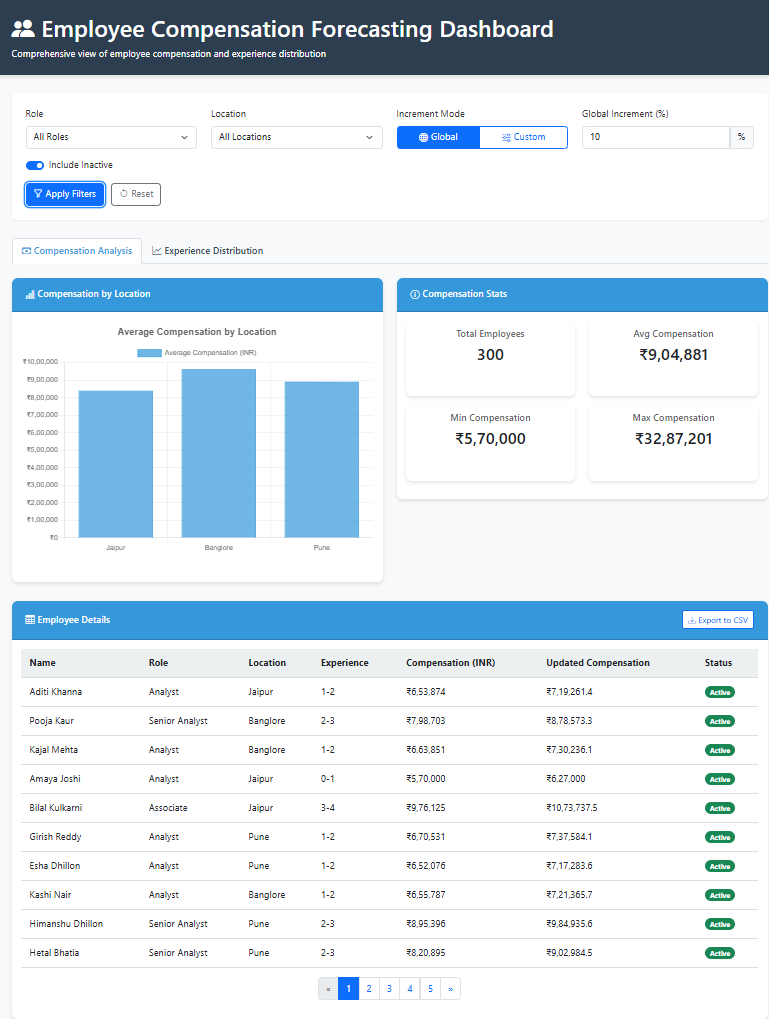 Employee Compensation Forecasting Dashboard
Comprehensive view of employee compensation and experience distribution
Role Location Increment Mode Global Increment (%)
All Roles All Locations Global Custom 10 %
Include Inactive
Apply Filters Reset
Compensation Analysis Experience Distribution
Compensation by Location
Average Compensation by Location
Average Compensation (INR)
₹10,00,000
₹9,00,000
₹8,00,000
₹7,00,000
₹6,00,000
₹5,00,000
₹4,00,000
₹3,00,000
₹2,00,000
₹1,00,000
₹0
Jaipur Banglore Pune
Compensation Stats
Total Employees
300
Avg Compensation
₹9,04,881
Min Compensation
₹5,70,000
Max Compensation
₹32,87,201
Employee Details Export to CSV
Name Role Location Experience Compensation (INR) Updated Compensation Status
Aditi Khanna Analyst Jaipur 1-2 ₹6,53,874 ₹7,19,261.4 Active
Pooja Kaur Senior Analyst Banglore 2-3 ₹7,98,703 ₹8,78,573.3 Active
Kajal Mehta Analyst Banglore 1-2 ₹6,63,851 ₹7,30,236.1 Active
Amaya Joshi Analyst Jaipur 0-1 ₹5,70,000 ₹6,27,000 Active
Bilal Kulkarni Associate Jaipur 3-4 ₹9,76,125 ₹10,73,737.5 Active
Girish Reddy Analyst Pune 1-2 ₹6,70,531 ₹7,37,584.1 Active
Esha Dhillon Analyst Pune 1-2 ₹6,52,076 ₹7,17,283.6 Active
Kashi Nair Analyst Banglore 1-2 ₹6,55,787 ₹7,21,365.7 Active
Himanshu Dhillon Senior Analyst Pune 2-3 ₹8,95,396 ₹9,84,935.6 Active
Hetal Bhatia Senior Analyst Pune 2-3 ₹8,20,895 ₹9,02,984.5 Active
« 1 2 3 4 5 »